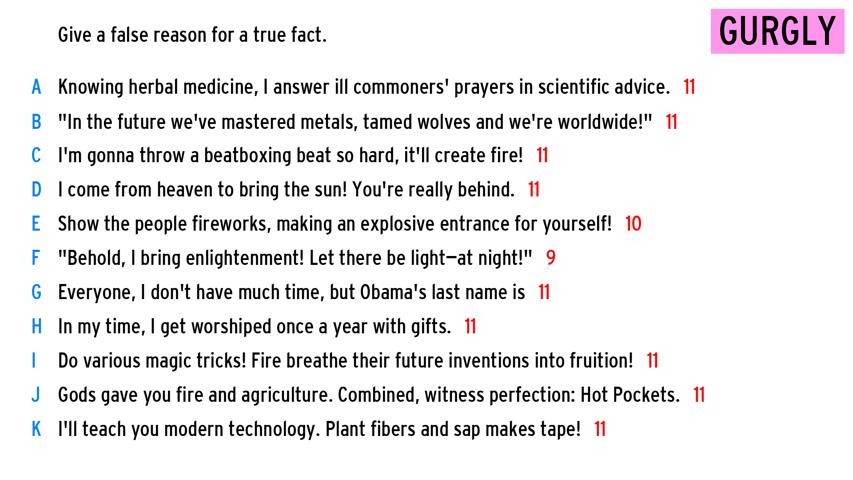 Give a false reason for a true fact.
GURGLY
A Knowing herbal medicine, I answer ill commoners' prayers in scientific advice. 11
B "In the future we've mastered metals, tamed wolves and we're worldwide!" 11
C I'm gonna throw a beatboxing beat so hard, it'll create fire! 11
D I come from heaven to bring the sun! You're really behind. 11
E Show the people fireworks, making an explosive entrance for yourself! 10
F "Behold, I bring enlightenment! Let there be light—at night!" 9
G Everyone, I don't have much time, but Obama's last name is 11
H In my time, I get worshiped once a year with gifts. 11
I Do various magic tricks! Fire breathe their future inventions into fruition! 11
J Gods gave you fire and agriculture. Combined, witness perfection: Hot Pockets. 11
K I'll teach you modern technology. Plant fibers and sap makes tape! 11